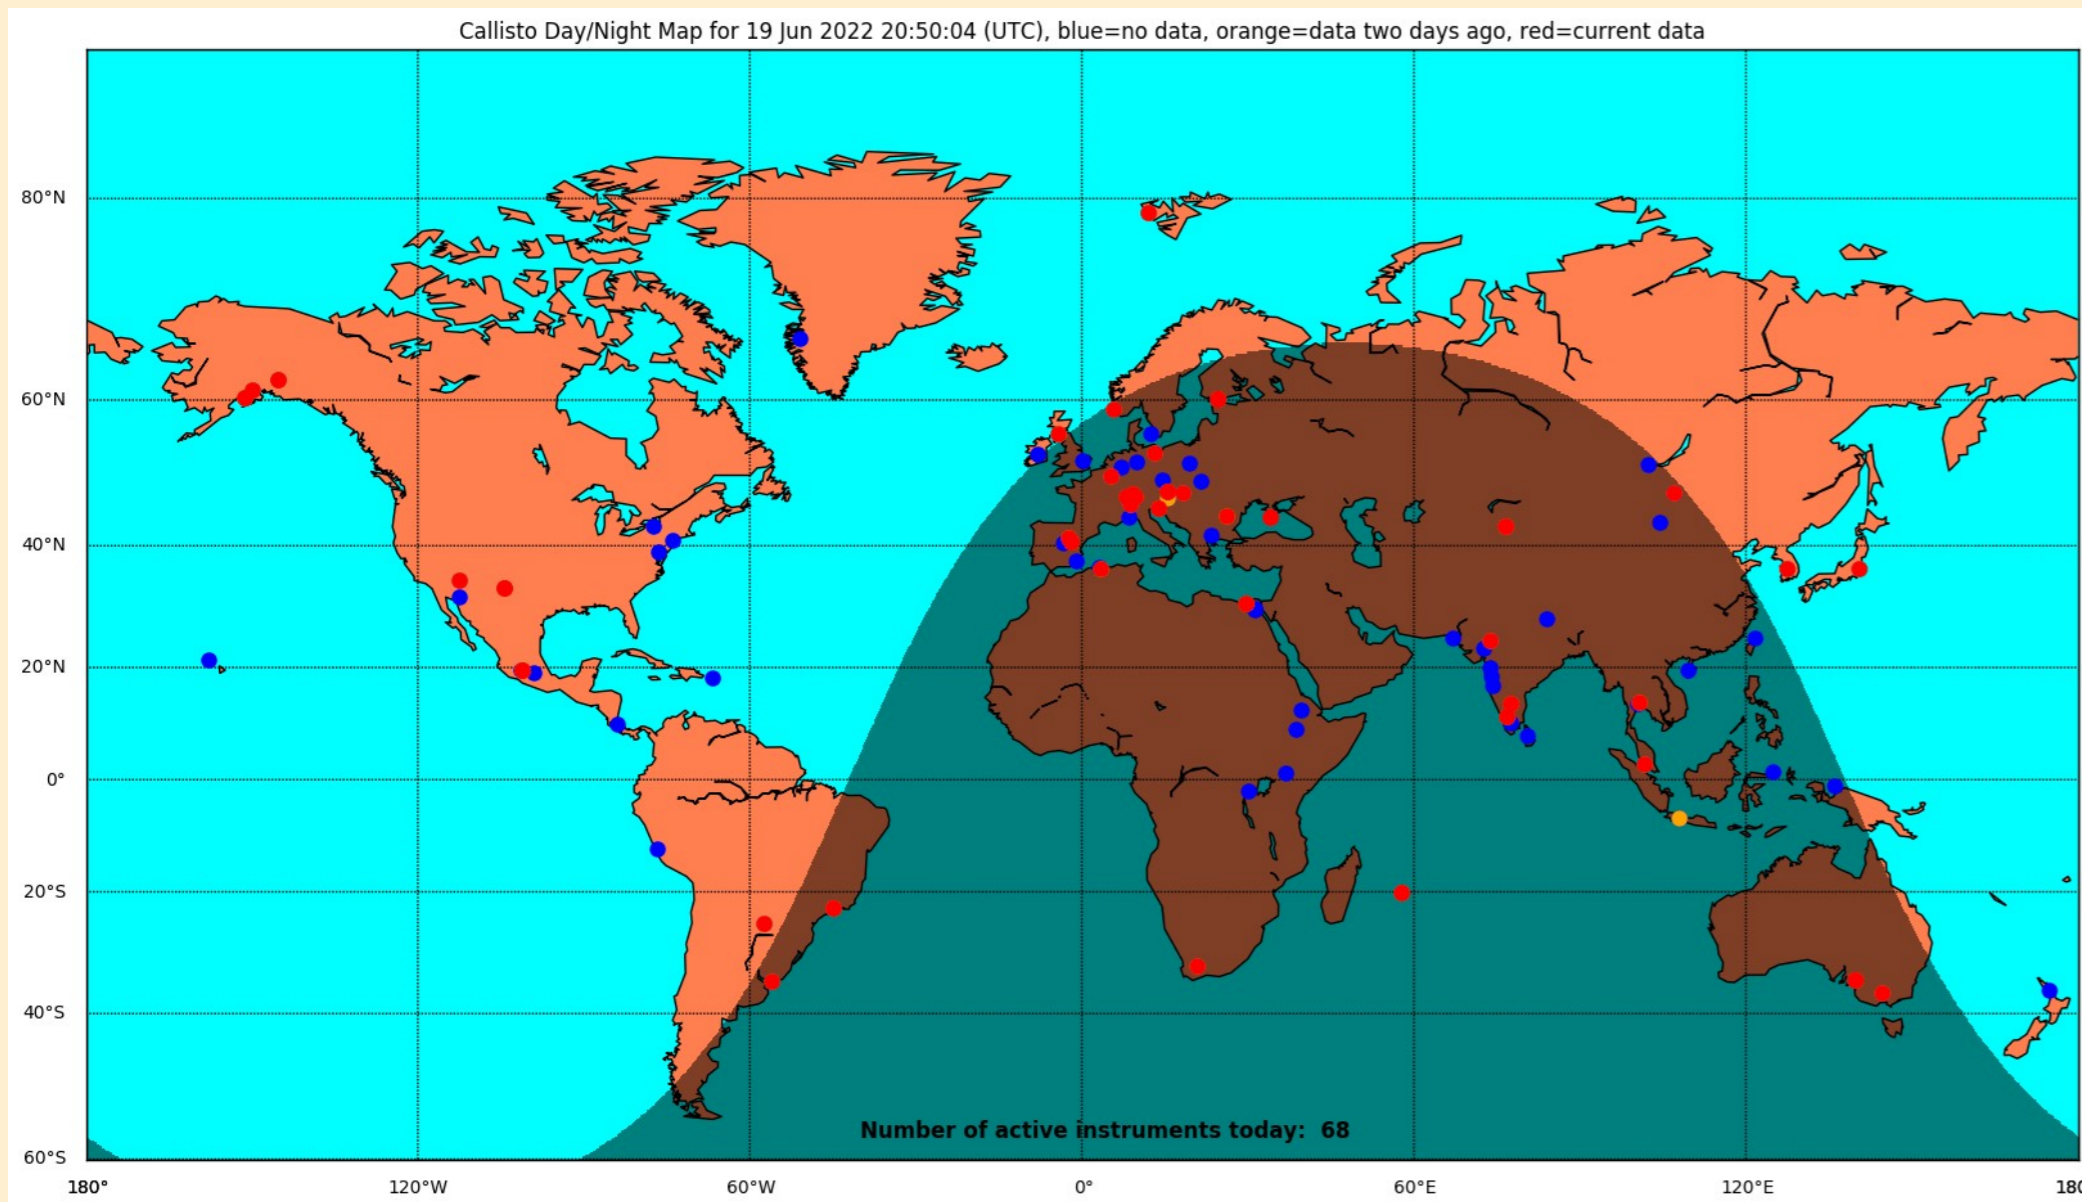 Callisto Day/Night Map for 19 Jun 2022 20:50:04 (UTC), blue=no data, orange=data two days ago, red=current data
80°N
60°N
40°N
20°N
0°
20°S
40°S
60°S
Number of active instruments today: 68
180°
120°W
60°W
0°
60°E
120°E
180